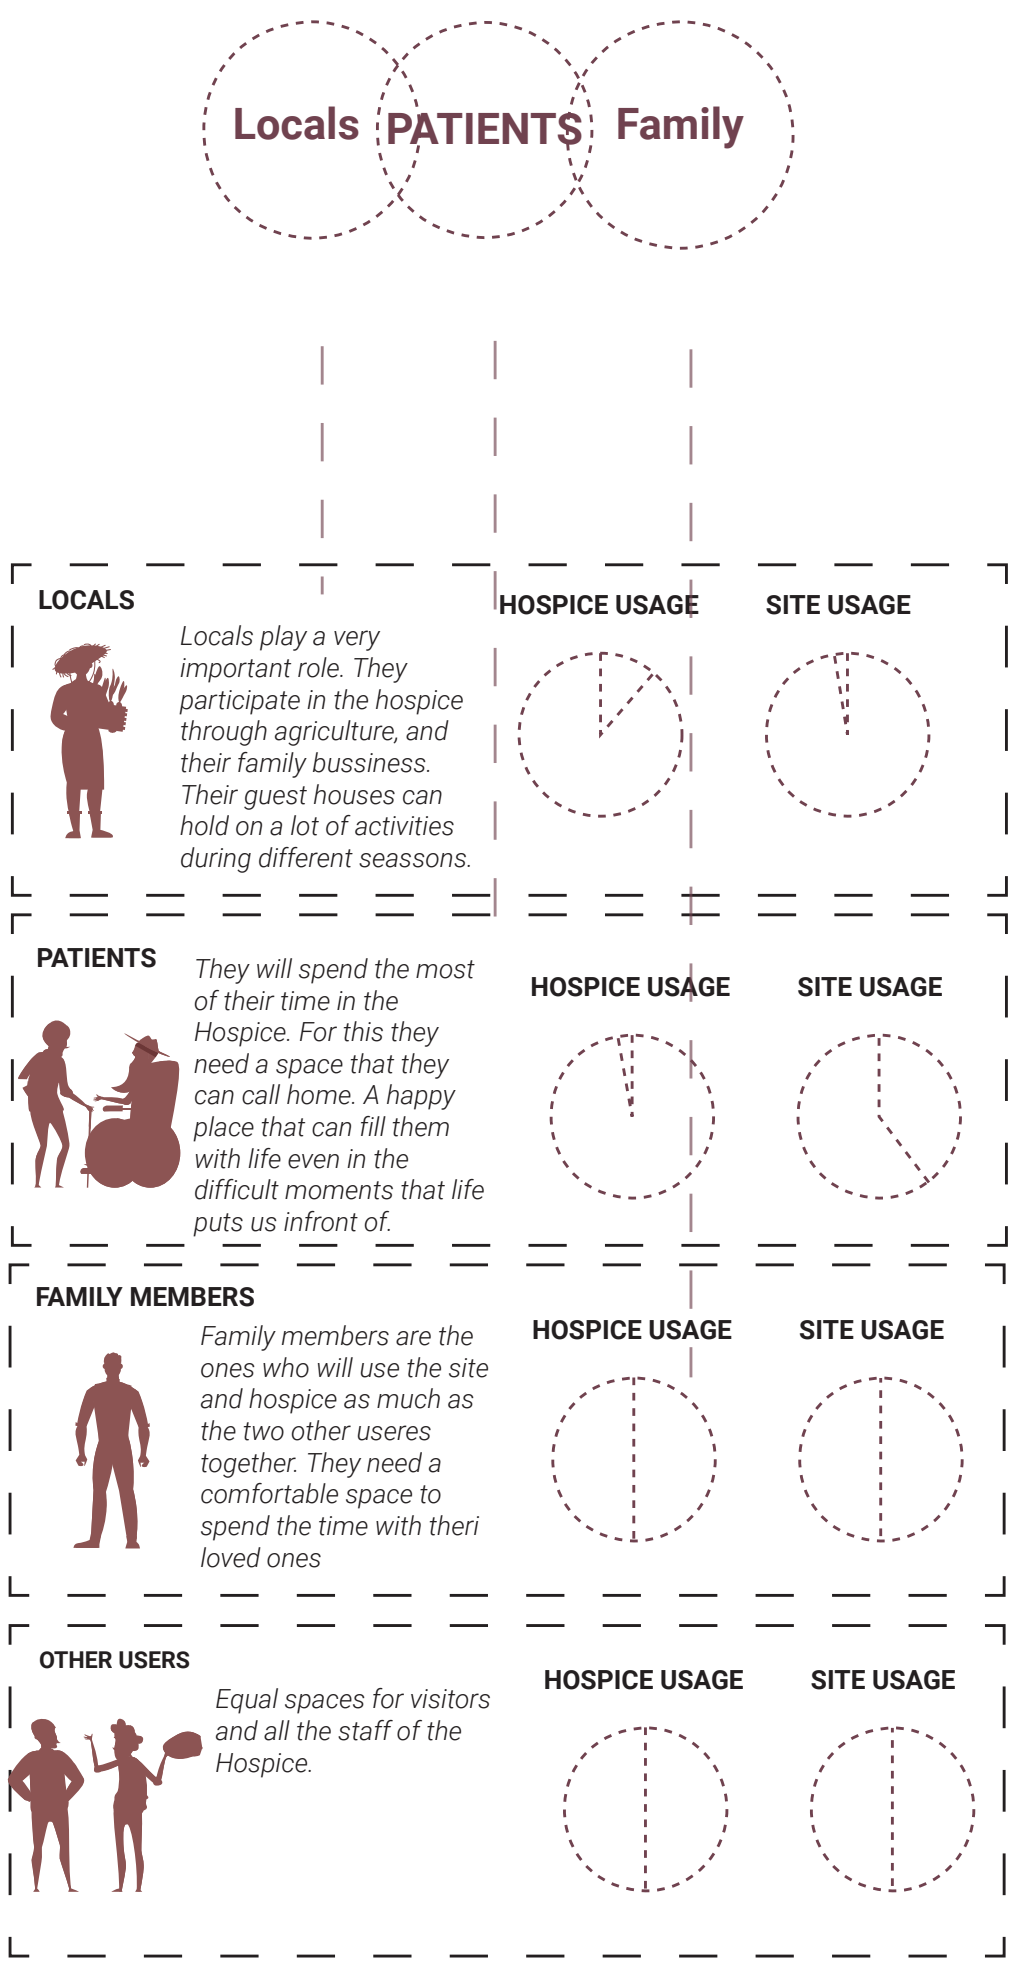 Locals
PATIENTS
Family
LOCALS
Locals play a very
important role. They
participate in the hospice
through agriculture, and
their family bussiness.
Their guest houses can
hold on a lot of activities
during different seassons.
HOSPICE USAGE
SITE USAGE
PATIENTS
They will spend the most
of their time in the
Hospice. For this they
need a space that they
can call home. A happy
place that can fill them
with life even in the
difficult moments that life
puts us infront of.
HOSPICE USAGE
SITE USAGE
FAMILY MEMBERS
Family members are the
ones who will use the site
and hospice as much as
the two other useres
together. They need a
comfortable space to
spend the time with theri
loved ones
HOSPICE USAGE
SITE USAGE
OTHER USERS
Equal spaces for visitors
and all the staff of the
Hospice.
HOSPICE USAGE
SITE USAGE